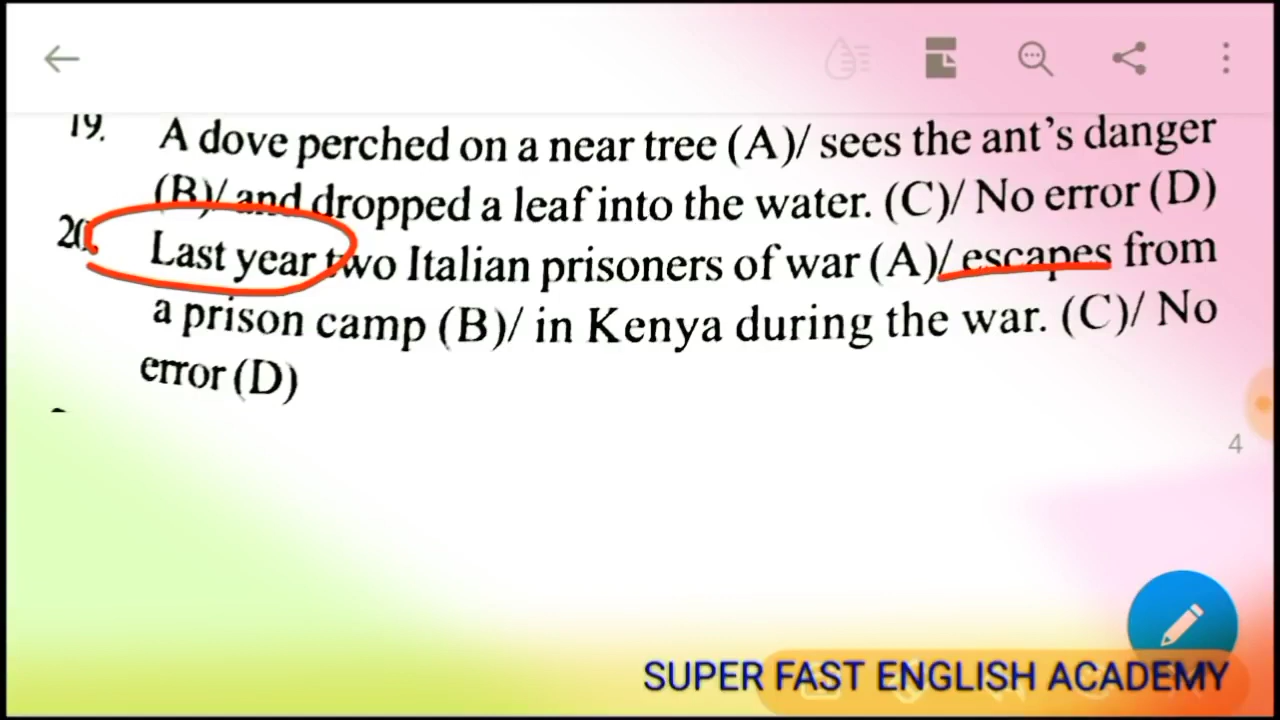 19. A dove perched on a near tree (A)/ sees the ant's danger
(B)/ and dropped a leaf into the water. (C)/ No error (D)
20. Last year two Italian prisoners of war (A)/ escapes from
a prison camp (B)/ in Kenya during the war. (C)/ No
error (D)
4
SUPER FAST ENGLISH ACADEMY